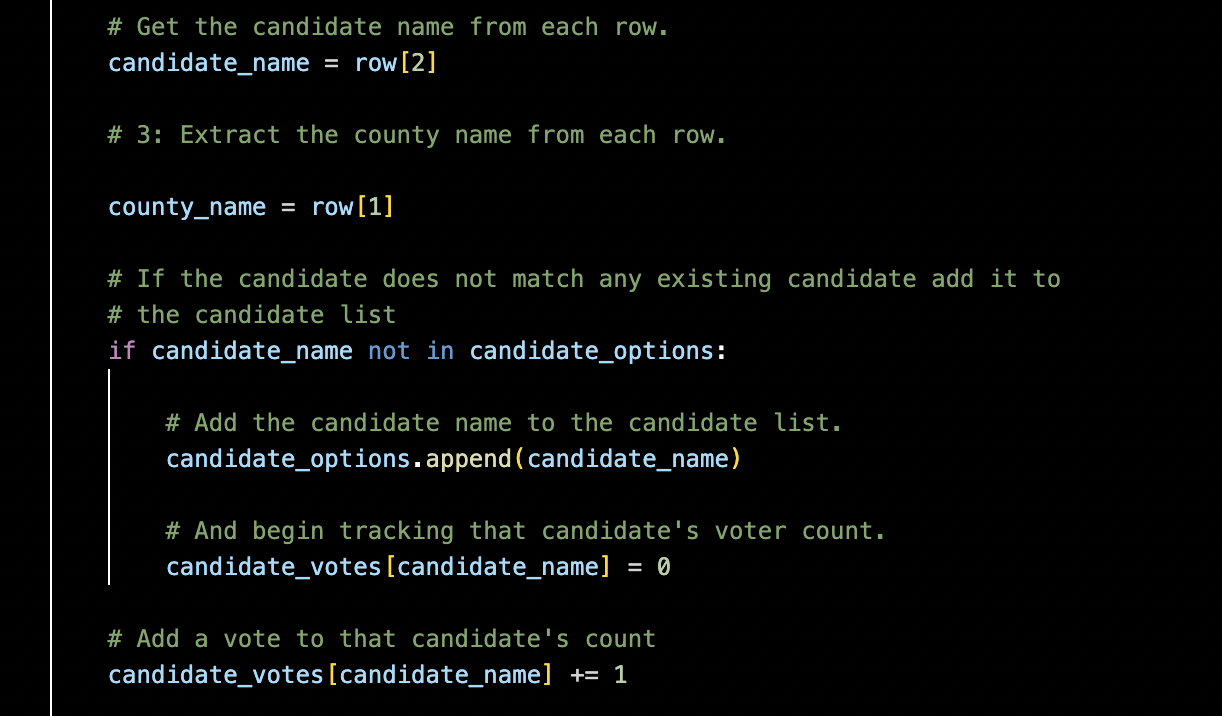 # Get the candidate name from each row.
candidate_name = row[2]
# 3: Extract the county name from each row.
county_name = row[1]
# If the candidate does not match any existing candidate add it to
# the candidate list
if candidate_name not in candidate_options:
# Add the candidate name to the candidate list.
candidate_options.append(candidate_name)
# And begin tracking that candidate's voter count.
candidate_votes[candidate_name] = 0
# Add a vote to that candidate's count
candidate_votes[candidate_name] += 1